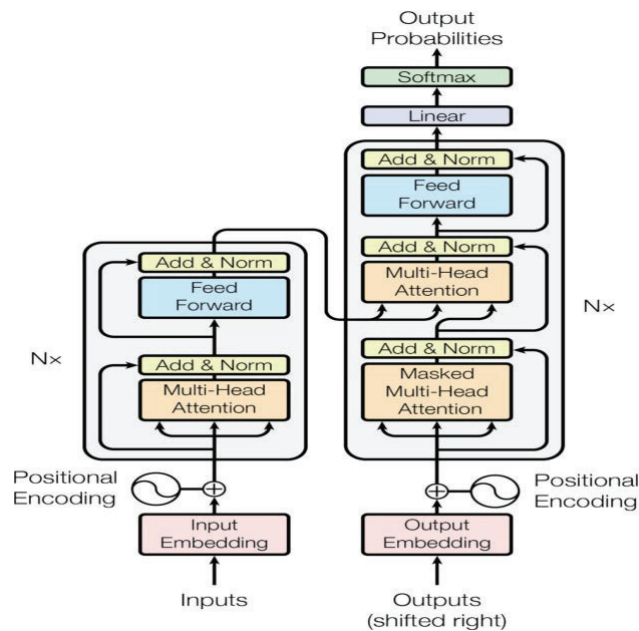 Output
Probabilities
Softmax
Linear
Add & Norm
Feed
Forward
Add & Norm
Multi-Head
Attention
Add & Norm
Masked
Multi-Head
Attention
Nx
Add & Norm
Feed
Forward
Add & Norm
Multi-Head
Attention
Nx
Positional
Encoding
Positional
Encoding
Input
Embedding
Output
Embedding
Inputs
Outputs
(shifted right)